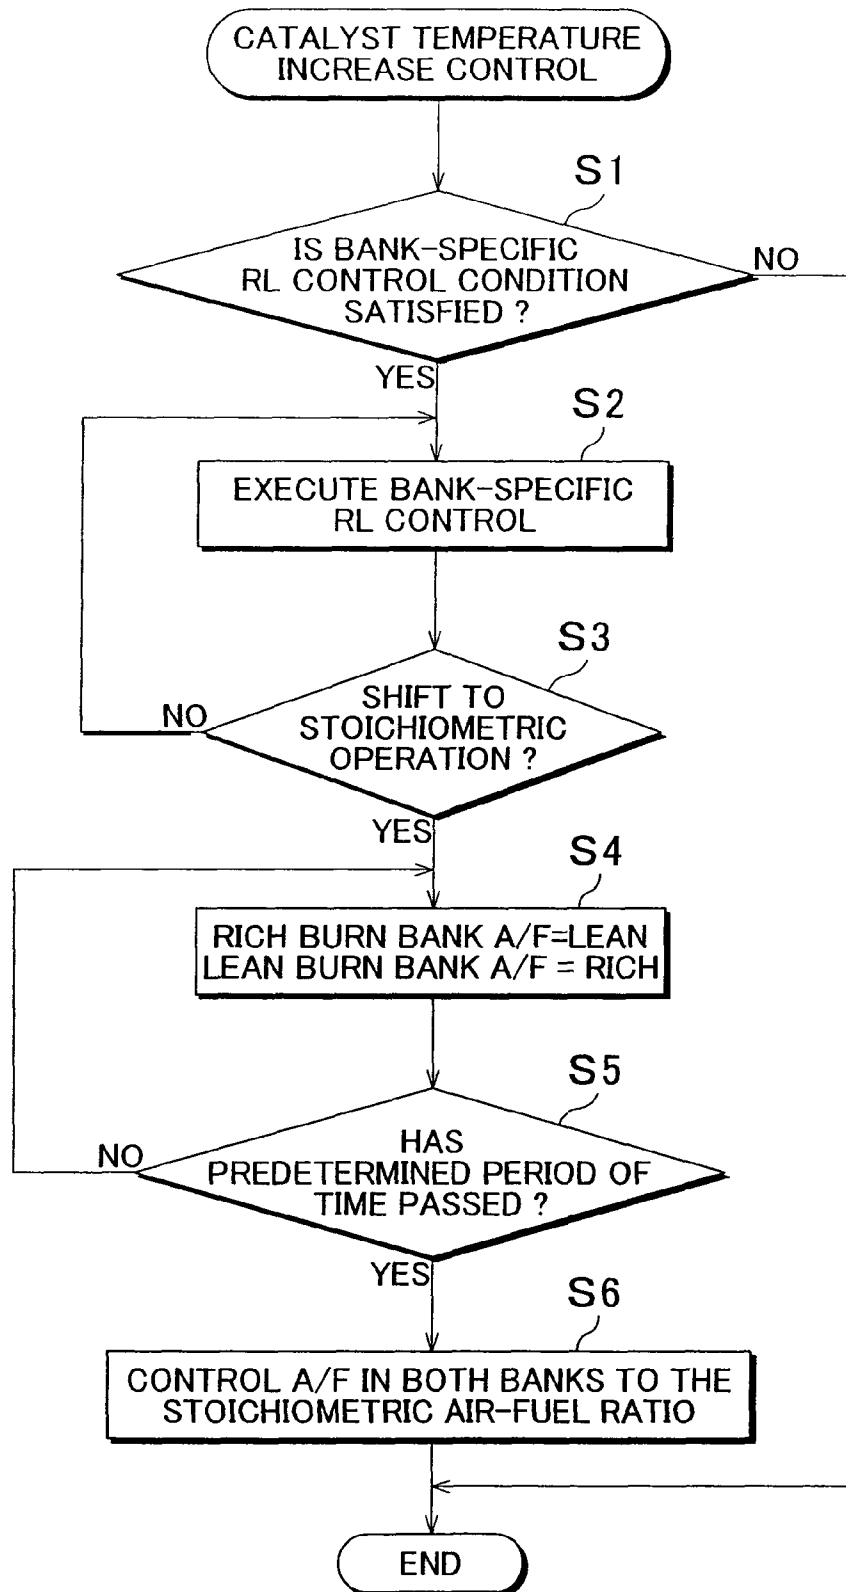 CATALYST TEMPERATURE
INCREASE CONTROL
S1
IS BANK-SPECIFIC
RL CONTROL CONDITION
SATISFIED ?
NO
YES
S2
EXECUTE BANK-SPECIFIC
RL CONTROL
S3
SHIFT TO
STOICHIOMETRIC
OPERATION ?
NO
YES
S4
RICH BURN BANK A/F=LEAN
LEAN BURN BANK A/F = RICH
S5
HAS
PREDETERMINED PERIOD OF
TIME PASSED ?
NO
YES
S6
CONTROL A/F IN BOTH BANKS TO THE
STOICHIOMETRIC AIR-FUEL RATIO
END